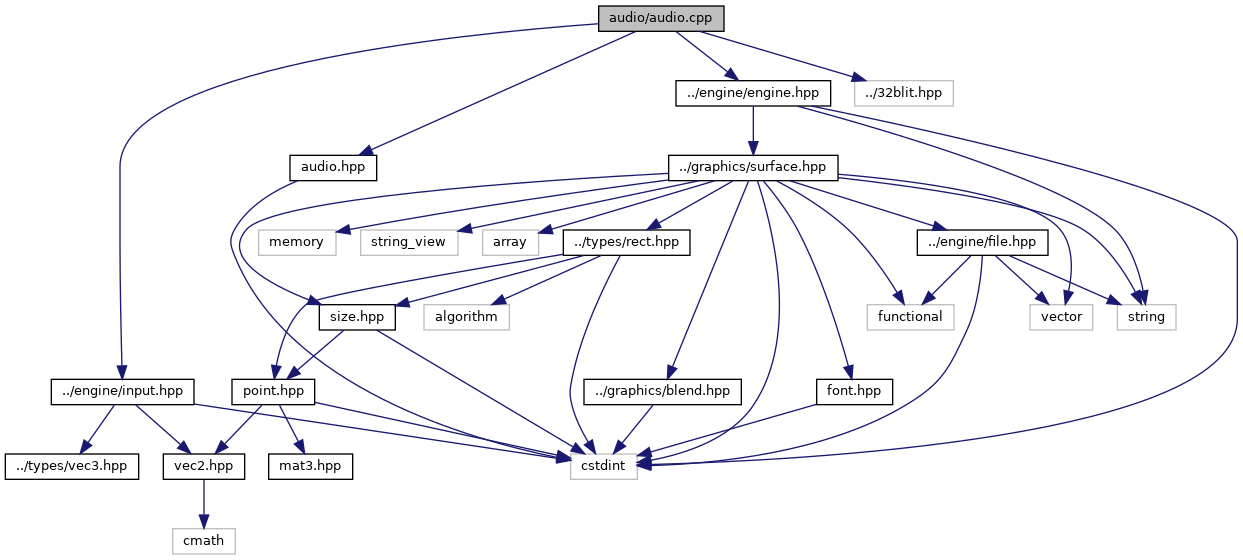 audio/audio.cpp
../engine/engine.hpp
../32blit.hpp
audio.hpp
../graphics/surface.hpp
memory
string_view
array
../types/rect.hpp
../engine/file.hpp
size.hpp
algorithm
functional
vector
string
../engine/input.hpp
point.hpp
../graphics/blend.hpp
font.hpp
../types/vec3.hpp
vec2.hpp
mat3.hpp
cstdint
cmath